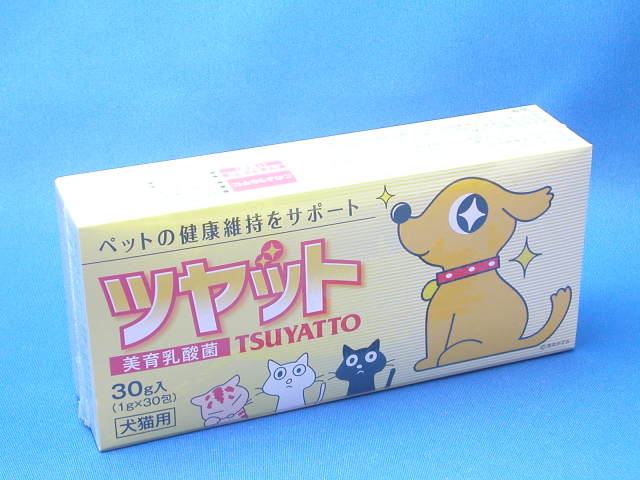 ペットの健康維持をサポート
ツヤット
美育乳酸菌
TSUYATTO
30g入
(1g×30包)
犬猫用